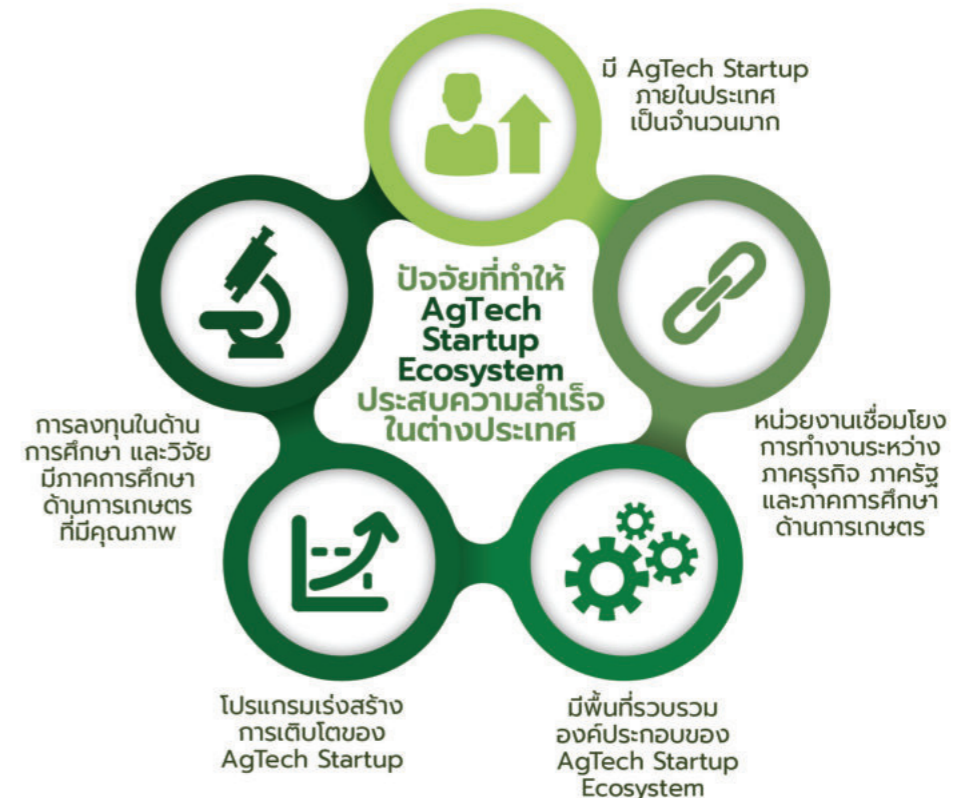 มี AgTech Startup
ภายในประเทศ
เป็นจำนวนมาก
ปัจจัยที่ทำให้
AgTech
Startup
Ecosystem
ประสบความสำเร็จ
ในต่างประเทศ
หน่วยงานเชื่อมโยง
การทำงานระหว่าง
ภาคธุรกิจ ภาครัฐ
และภาคการศึกษา
ด้านการเกษตร
มีพื้นที่รวบรวม
องค์ประกอบของ
AgTech Startup
Ecosystem
โปรแกรมเร่งสร้าง
การเติบโตของ
AgTech Startup
การลงทุนในด้าน
การศึกษา และวิจัย
มีภาคการศึกษา
ด้านการเกษตร
ที่มีคุณภาพ